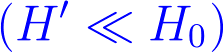 (H′ ≪ H₀)